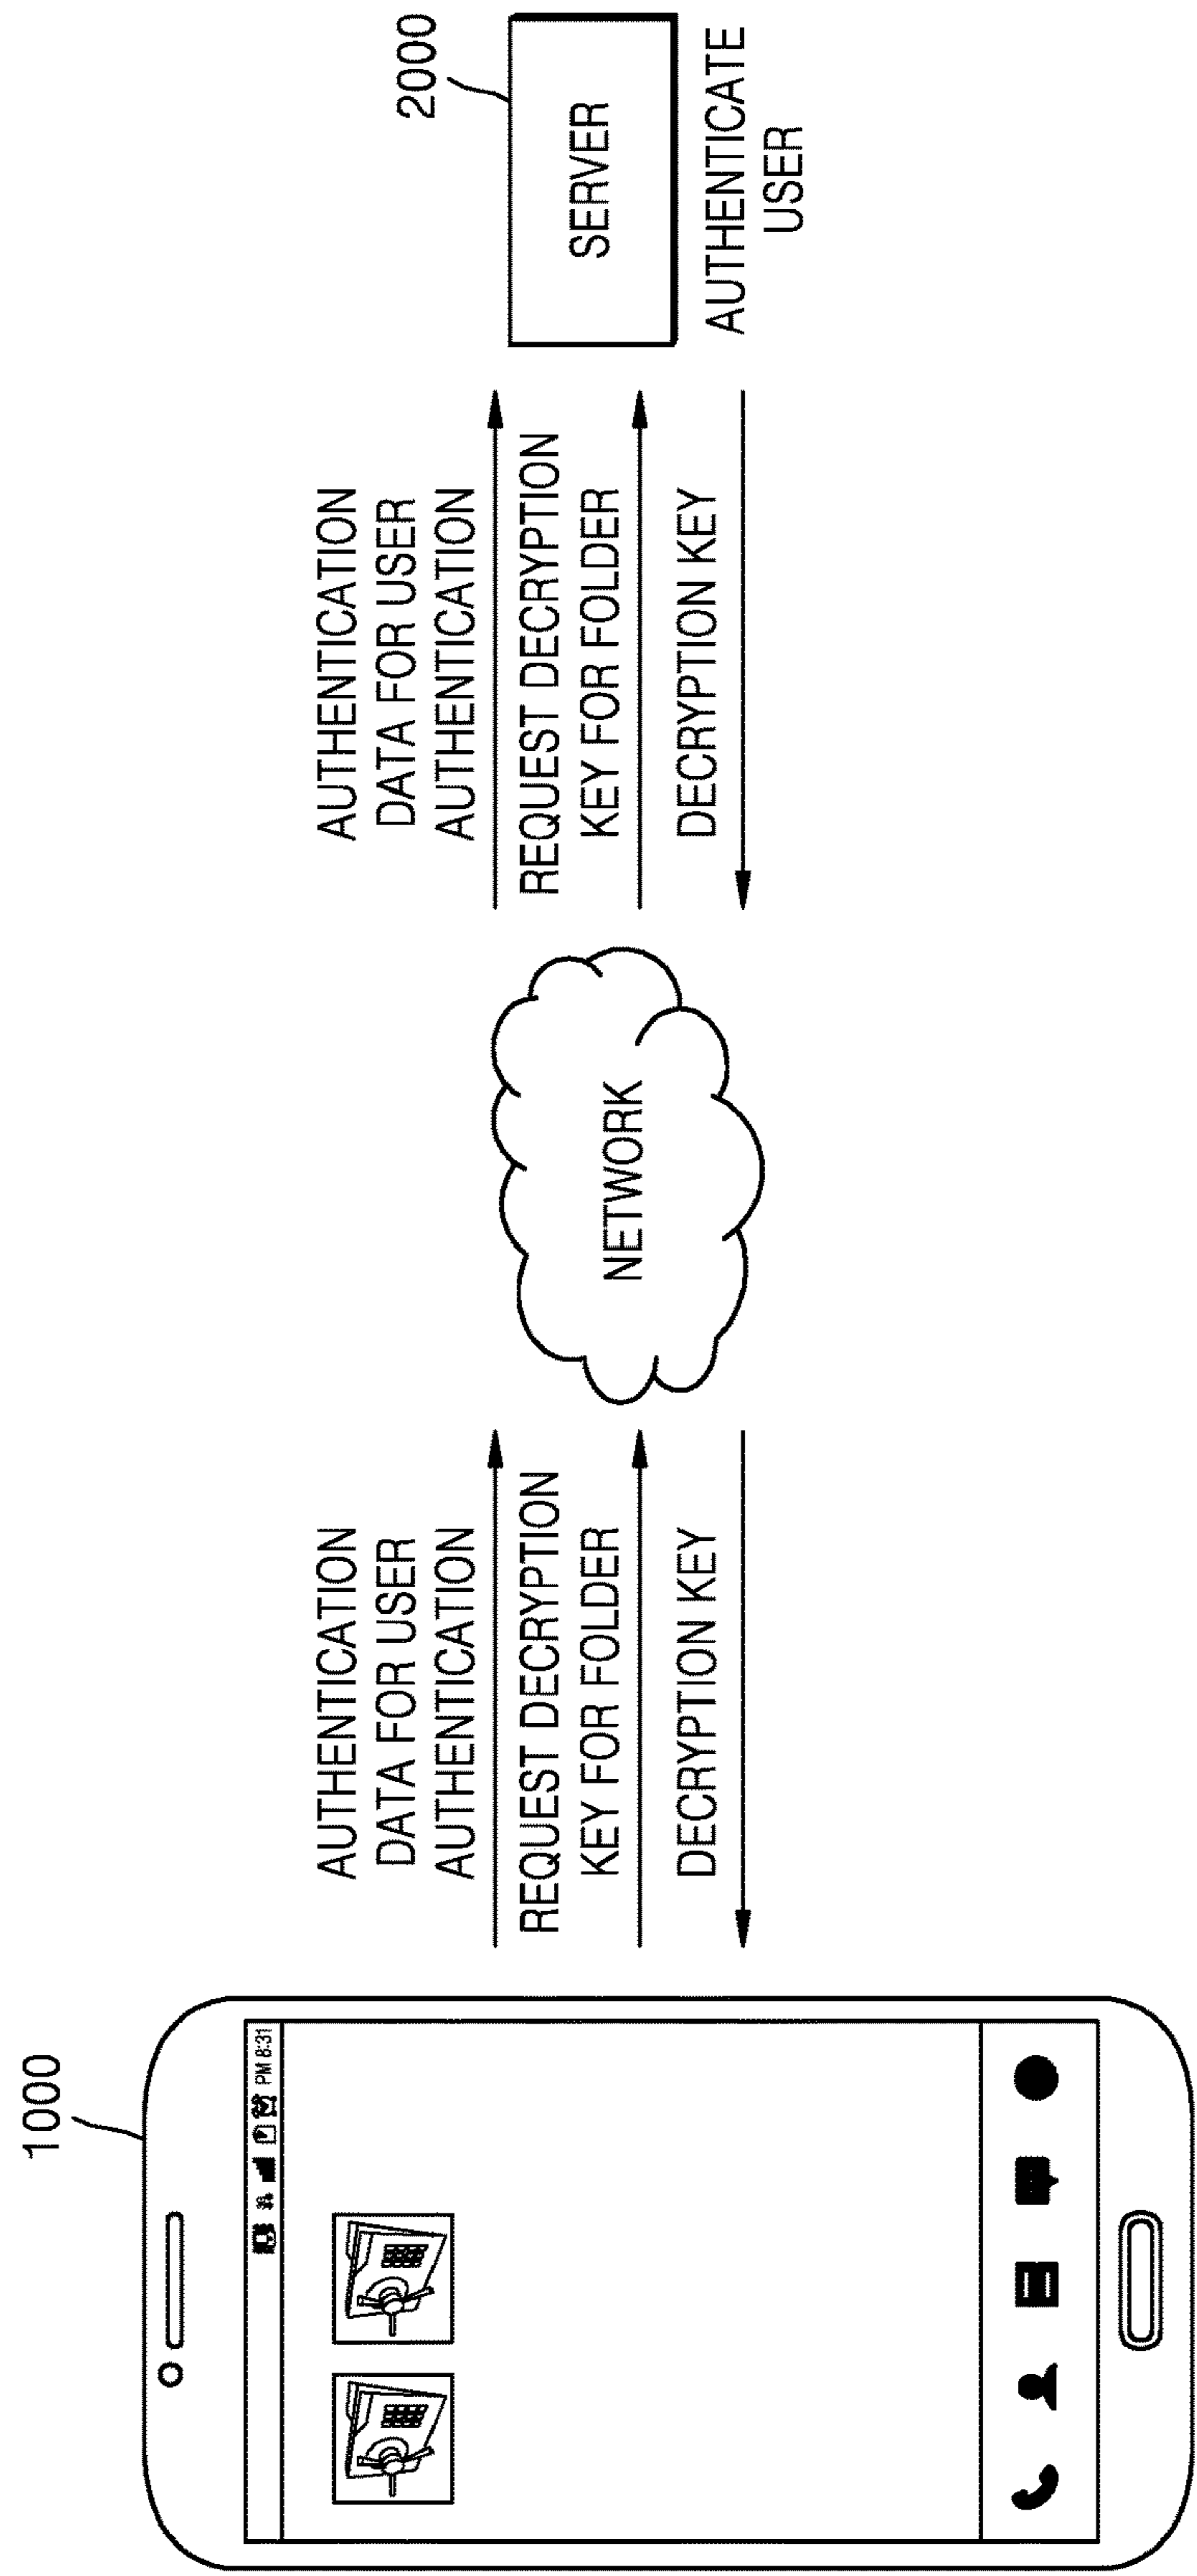 1000
PM 8:31
AUTHENTICATION
DATA FOR USER
AUTHENTICATION
REQUEST DECRYPTION
KEY FOR FOLDER
DECRYPTION KEY
NETWORK
AUTHENTICATION
DATA FOR USER
AUTHENTICATION
REQUEST DECRYPTION
KEY FOR FOLDER
DECRYPTION KEY
2000
SERVER
AUTHENTICATE
USER